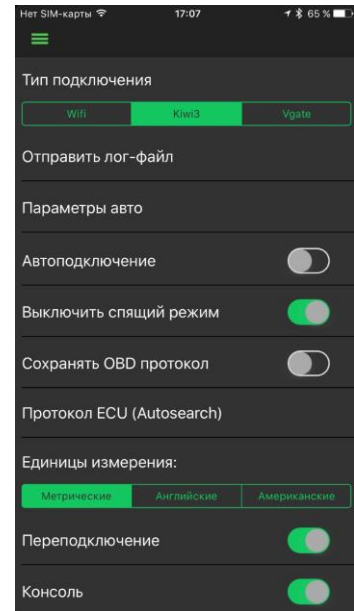 Нет SIM-карты 17:07 65 %
Тип подключения
Wifi Kiwi3 Vgate
Отправить лог-файл
Параметры авто
Автоподключение
Выключить спящий режим
Сохранять OBD протокол
Протокол ECU (Autosearch)
Единицы измерения:
Метрические Английские Американские
Переподключение
Консоль